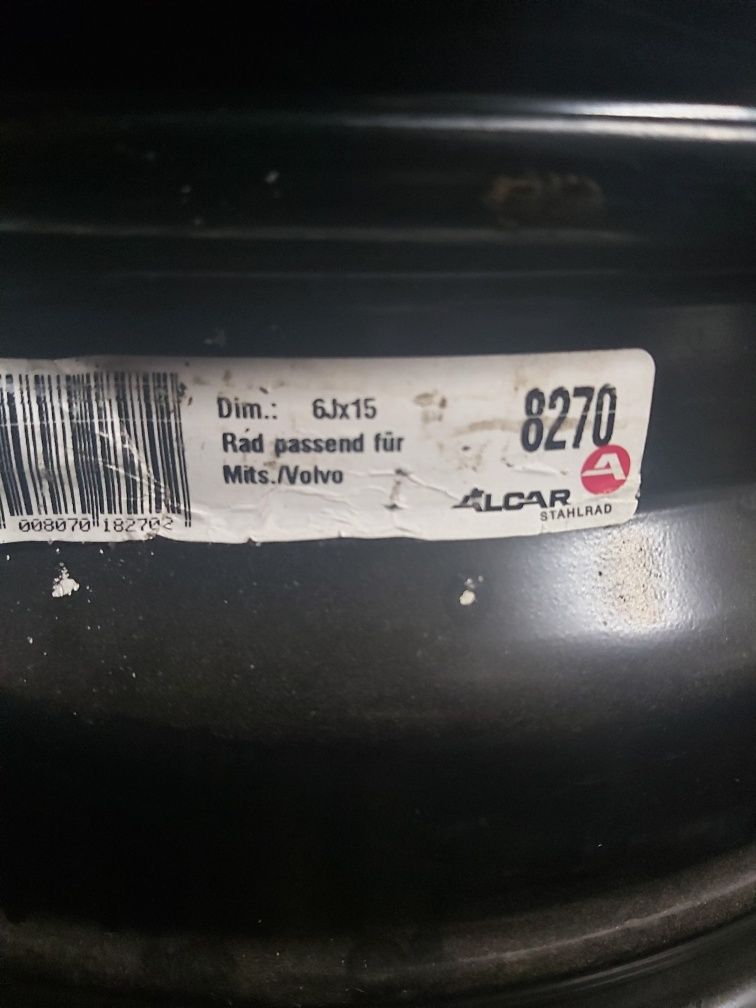 Dim.: 6Jx15
8270
Rad passend für
Mits./Volvo
A
ALCAR
STAHLRAD
008070 182702